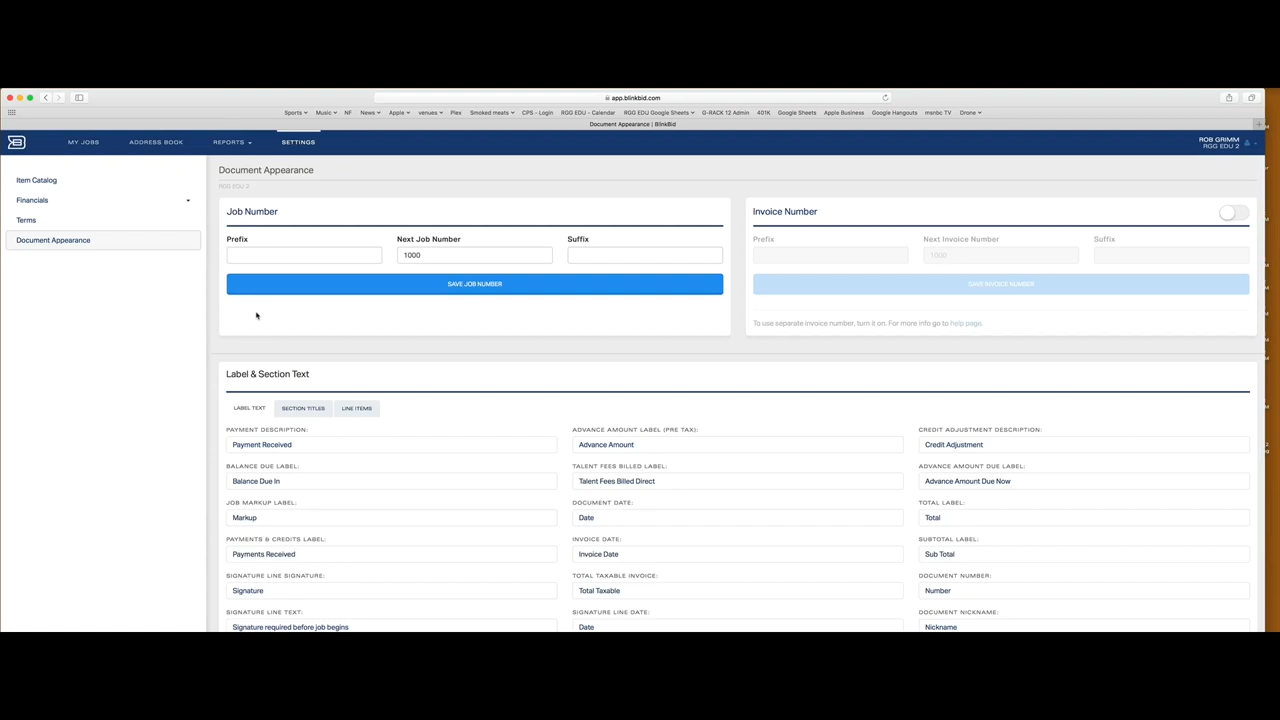 app.blinkbid.com
Sports Music NF News Apple venues Plex Smoked meats CPS - Login RGG EDU - Calendar RGG EDU Google Sheets G-RACK 12 Admin 401K Google Sheets Apple Business Google Hangouts msnbc TV Drone
Document Appearance | BlinkBid
MY JOBS ADDRESS BOOK REPORTS SETTINGS
ROB GRIMM
RGG EDU 2
Item Catalog
Financials
Terms
Document Appearance
Document Appearance
RGG EDU 2
Job Number
Prefix Next Job Number Suffix
1000
SAVE JOB NUMBER
Invoice Number
Prefix Next Invoice Number Suffix
1000
SAVE INVOICE NUMBER
To use separate invoice number, turn it on. For more info go to help page.
Label & Section Text
LABEL TEXT SECTION TITLES LINE ITEMS
PAYMENT DESCRIPTION: ADVANCE AMOUNT LABEL (PRE TAX): CREDIT ADJUSTMENT DESCRIPTION:
Payment Received Advance Amount Credit Adjustment
BALANCE DUE LABEL: TALENT FEES BILLED LABEL: ADVANCE AMOUNT DUE LABEL:
Balance Due In Talent Fees Billed Direct Advance Amount Due Now
JOB MARKUP LABEL: DOCUMENT DATE: TOTAL LABEL:
Markup Date Total
PAYMENTS & CREDITS LABEL: INVOICE DATE: SUBTOTAL LABEL:
Payments Received Invoice Date Sub Total
SIGNATURE LINE SIGNATURE: TOTAL TAXABLE INVOICE: DOCUMENT NUMBER:
Signature Total Taxable Number
SIGNATURE LINE TEXT: SIGNATURE LINE DATE: DOCUMENT NICKNAME:
Signature required before job begins Date Nickname